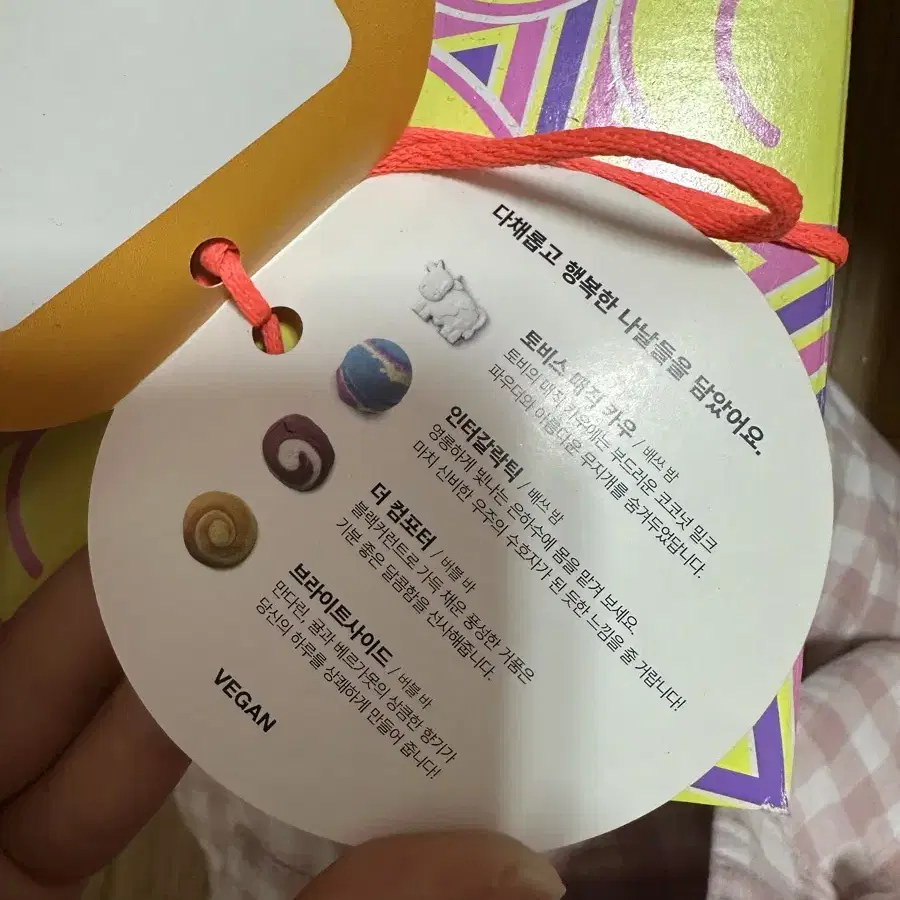 다채롭고 행복한 나날들을 담았어요.
토비스 매직 카우 / 배쓰 밤
토비의 매직 카우에는 부드러운 코코넛 밀크
파우더와 아름다운 무지개를 숨겨두었답니다.
인터갈락틱 / 배쓰 밤
영롱하게 빛나는 은하수에 몸을 맡겨 보세요.
마치 신비한 우주의 수호자가 된 듯한 느낌을 줄 거랍니다!
더 컴포터 / 버블 바
블랙커런트로 가득 채운 풍성한 거품은
기분 좋은 달콤함을 선사해줍니다.
브라이트사이드 / 버블 바
만다린, 귤과 베르가못의 상큼한 향기가
당신의 하루를 상쾌하게 만들어 줍니다!
VEGAN